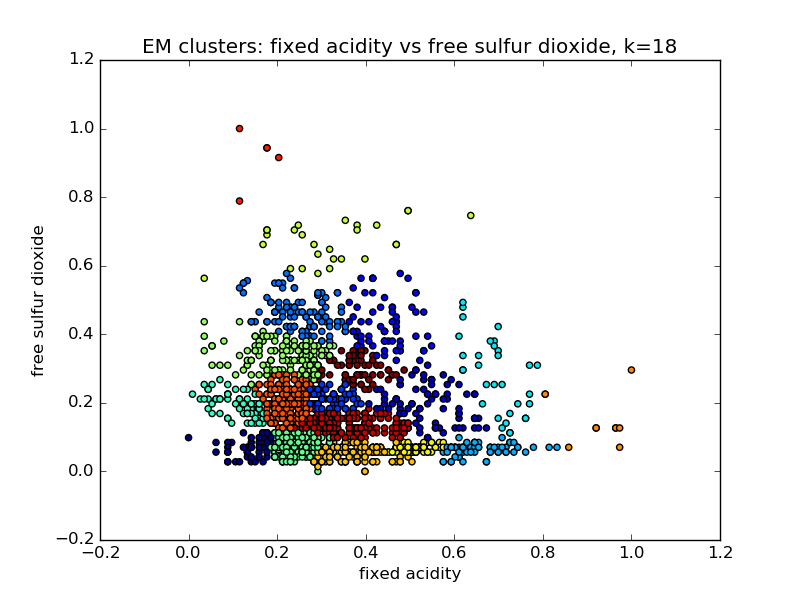 EM clusters: fixed acidity vs free sulfur dioxide, k=18
1.2
1.0
0.8
0.6
0.4
0.2
0.0
−0.2
free sulfur dioxide
−0.2 0.0 0.2 0.4 0.6 0.8 1.0 1.2
fixed acidity